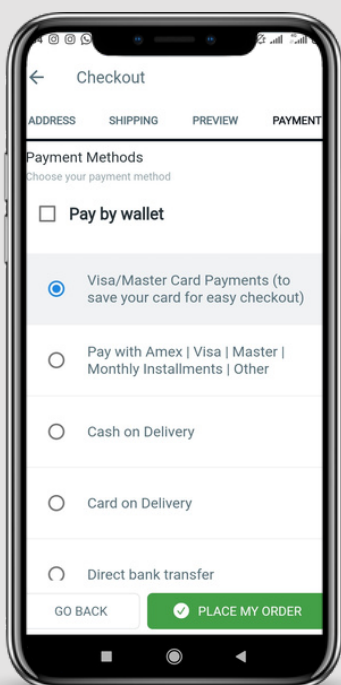 Checkout
ADDRESS SHIPPING PREVIEW PAYMENT
Payment Methods
Choose your payment method
Pay by wallet
Visa/Master Card Payments (to
save your card for easy checkout)
Pay with Amex | Visa | Master |
Monthly Installments | Other
Cash on Delivery
Card on Delivery
Direct bank transfer
GO BACK PLACE MY ORDER